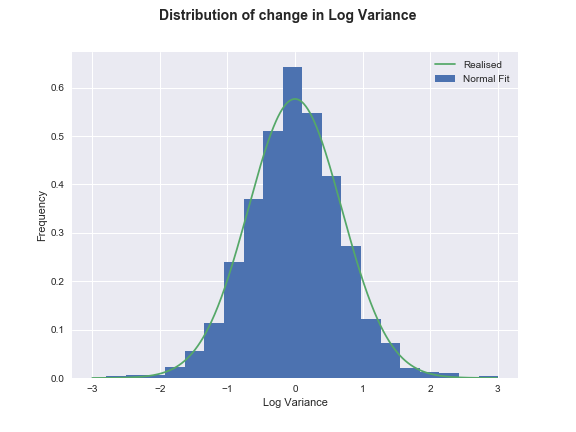 Distribution of change in Log Variance
Realised
Normal Fit
Frequency
0.6
0.5
0.4
0.3
0.2
0.1
0.0
−3
−2
−1
0
1
2
3
Log Variance